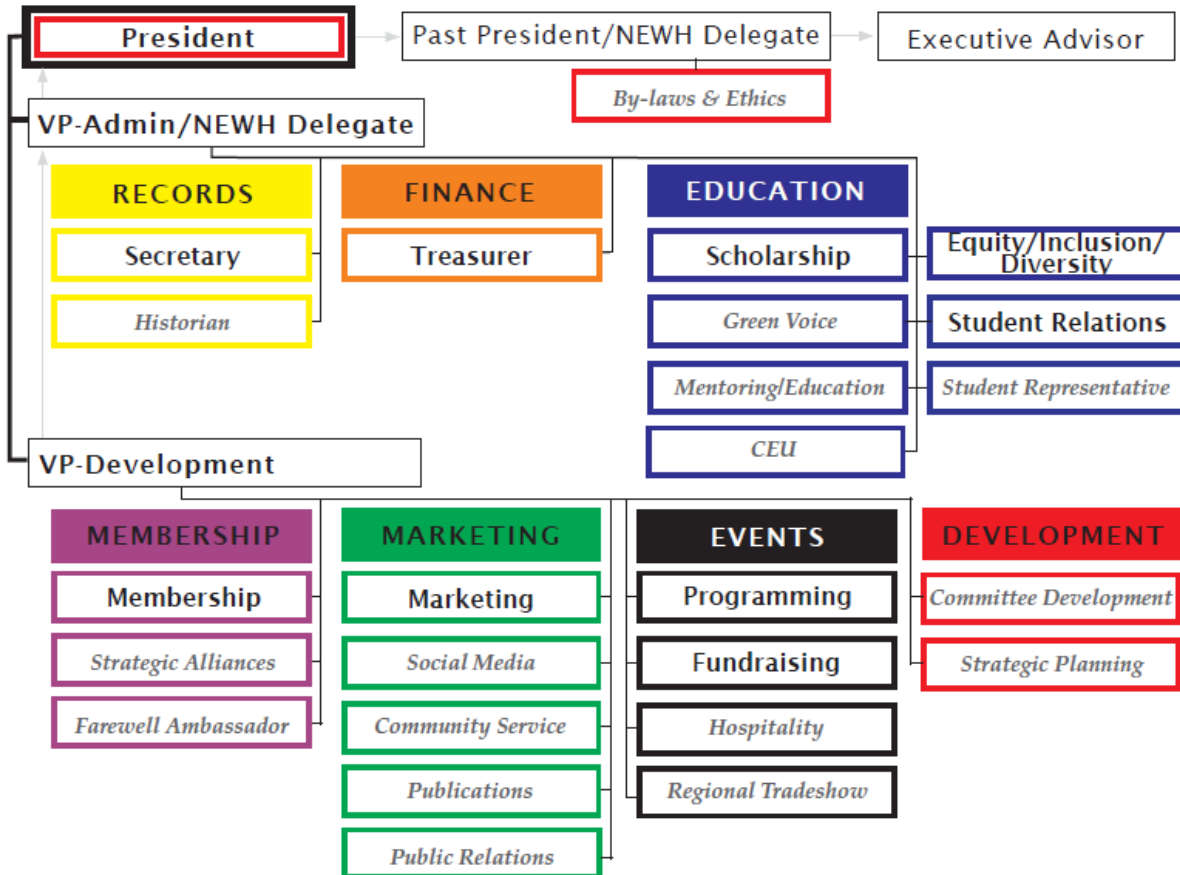 President
Past President/NEWH Delegate
Executive Advisor
By-laws & Ethics
VP-Admin/NEWH Delegate
RECORDS
FINANCE
EDUCATION
Secretary
Treasurer
Scholarship
Equity/Inclusion/
Diversity
Historian
Green Voice
Student Relations
Mentoring/Education
Student Representative
CEU
VP-Development
MEMBERSHIP
MARKETING
EVENTS
DEVELOPMENT
Membership
Marketing
Programming
Committee Development
Strategic Alliances
Social Media
Fundraising
Strategic Planning
Farewell Ambassador
Community Service
Hospitality
Publications
Regional Tradeshow
Public Relations